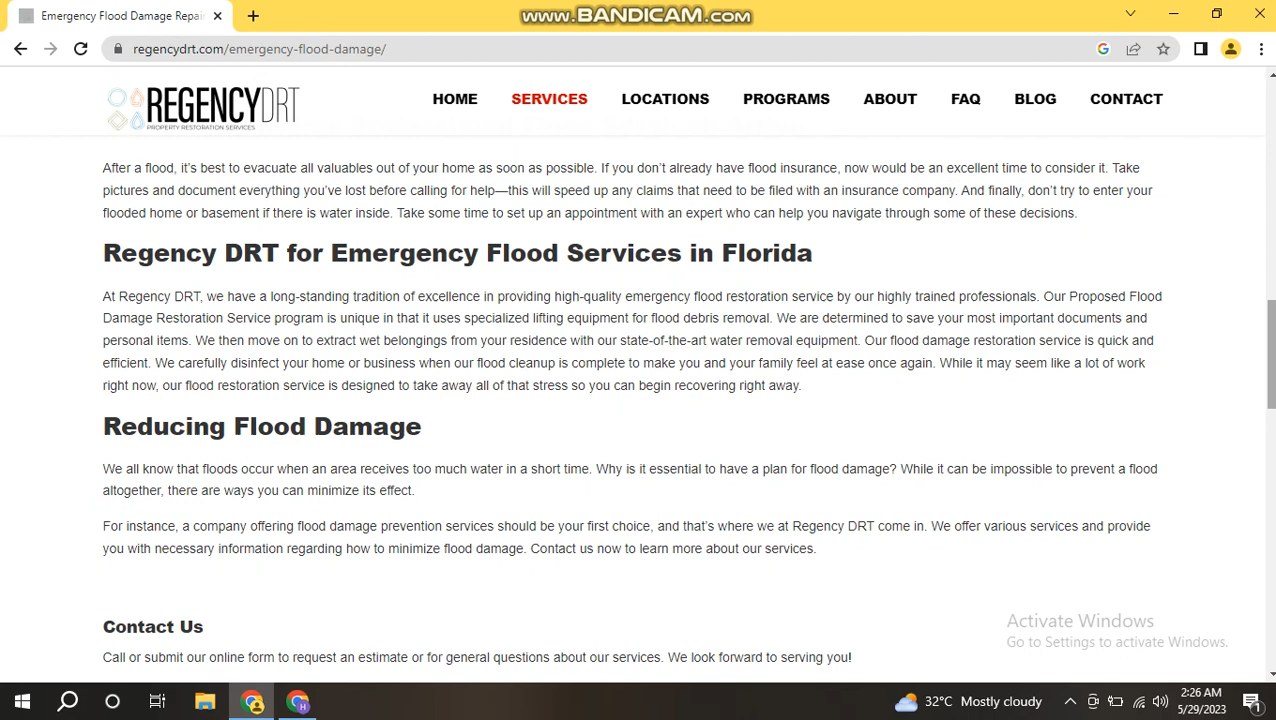 Emergency Flood Damage Repair
www.BANDICAM.com
regencydrt.com/emergency-flood-damage/
REGENCYDRT
PROPERTY RESTORATION SERVICES
HOME SERVICES LOCATIONS PROGRAMS ABOUT FAQ BLOG CONTACT
After a flood, it's best to evacuate all valuables out of your home as soon as possible. If you don't already have flood insurance, now would be an excellent time to consider it. Take
pictures and document everything you've lost before calling for help—this will speed up any claims that need to be filed with an insurance company. And finally, don't try to enter your
flooded home or basement if there is water inside. Take some time to set up an appointment with an expert who can help you navigate through some of these decisions.
Regency DRT for Emergency Flood Services in Florida
At Regency DRT, we have a long-standing tradition of excellence in providing high-quality emergency flood restoration service by our highly trained professionals. Our Proposed Flood
Damage Restoration Service program is unique in that it uses specialized lifting equipment for flood debris removal. We are determined to save your most important documents and
personal items. We then move on to extract wet belongings from your residence with our state-of-the-art water removal equipment. Our flood damage restoration service is quick and
efficient. We carefully disinfect your home or business when our flood cleanup is complete to make you and your family feel at ease once again. While it may seem like a lot of work
right now, our flood restoration service is designed to take away all of that stress so you can begin recovering right away.
Reducing Flood Damage
We all know that floods occur when an area receives too much water in a short time. Why is it essential to have a plan for flood damage? While it can be impossible to prevent a flood
altogether, there are ways you can minimize its effect.
For instance, a company offering flood damage prevention services should be your first choice, and that's where we at Regency DRT come in. We offer various services and provide
you with necessary information regarding how to minimize flood damage. Contact us now to learn more about our services.
Contact Us
Call or submit our online form to request an estimate or for general questions about our services. We look forward to serving you!
Activate Windows
Go to Settings to activate Windows.
32°C Mostly cloudy
2:26 AM
5/29/2023